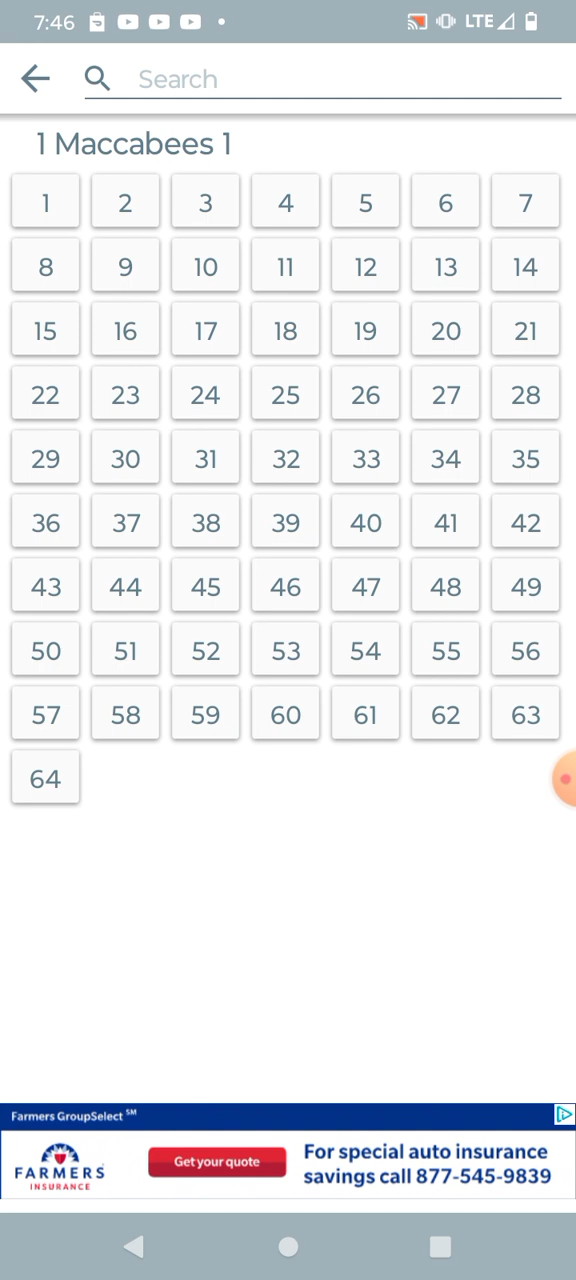 7:46 LTE
Search
1 Maccabees 1
1 2 3 4 5 6 7
8 9 10 11 12 13 14
15 16 17 18 19 20 21
22 23 24 25 26 27 28
29 30 31 32 33 34 35
36 37 38 39 40 41 42
43 44 45 46 47 48 49
50 51 52 53 54 55 56
57 58 59 60 61 62 63
64
Farmers GroupSelect SM
FARMERS
INSURANCE
Get your quote
For special auto insurance
savings call 877-545-9839